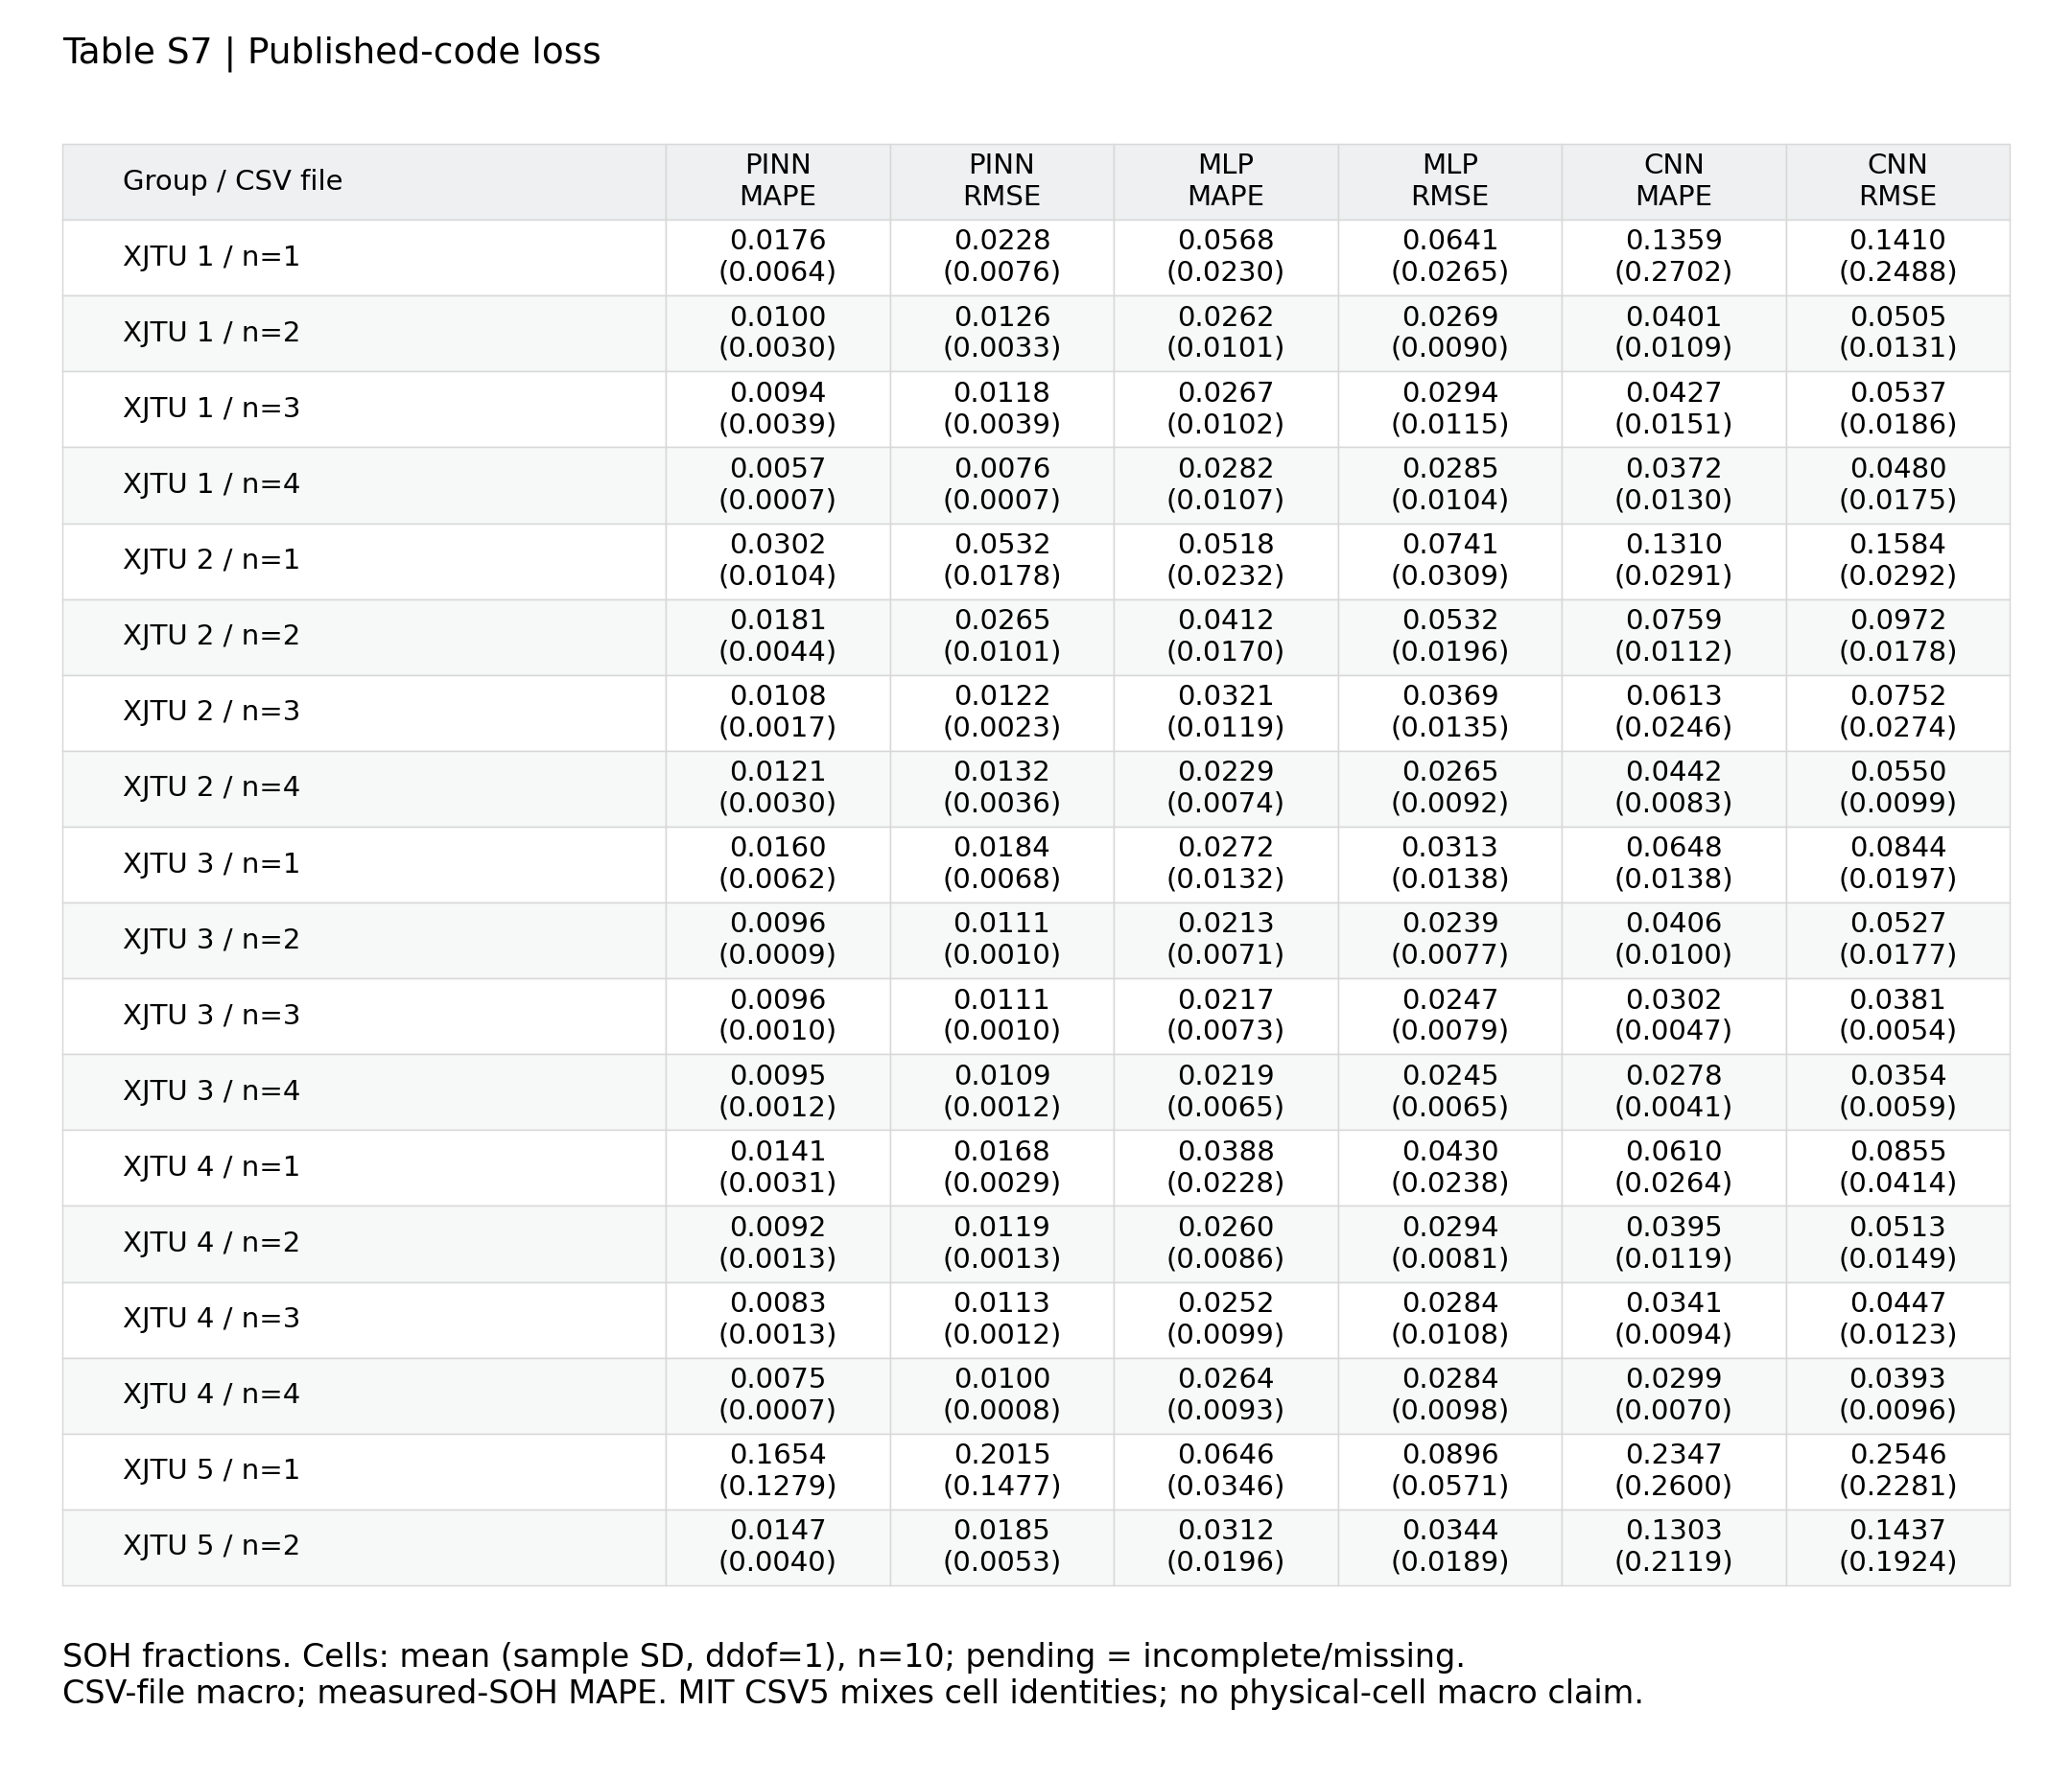 Table S7 | Published-code loss
Group / CSV file PINN MAPE PINN RMSE MLP MAPE MLP RMSE CNN MAPE CNN RMSE
XJTU 1 / n=1 0.0176 (0.0064) 0.0228 (0.0076) 0.0568 (0.0230) 0.0641 (0.0265) 0.1359 (0.2702) 0.1410 (0.2488)
XJTU 1 / n=2 0.0100 (0.0030) 0.0126 (0.0033) 0.0262 (0.0101) 0.0269 (0.0090) 0.0401 (0.0109) 0.0505 (0.0131)
XJTU 1 / n=3 0.0094 (0.0039) 0.0118 (0.0039) 0.0267 (0.0102) 0.0294 (0.0115) 0.0427 (0.0151) 0.0537 (0.0186)
XJTU 1 / n=4 0.0057 (0.0007) 0.0076 (0.0007) 0.0282 (0.0107) 0.0285 (0.0104) 0.0372 (0.0130) 0.0480 (0.0175)
XJTU 2 / n=1 0.0302 (0.0104) 0.0532 (0.0178) 0.0518 (0.0232) 0.0741 (0.0309) 0.1310 (0.0291) 0.1584 (0.0292)
XJTU 2 / n=2 0.0181 (0.0044) 0.0265 (0.0101) 0.0412 (0.0170) 0.0532 (0.0196) 0.0759 (0.0112) 0.0972 (0.0178)
XJTU 2 / n=3 0.0108 (0.0017) 0.0122 (0.0023) 0.0321 (0.0119) 0.0369 (0.0135) 0.0613 (0.0246) 0.0752 (0.0274)
XJTU 2 / n=4 0.0121 (0.0030) 0.0132 (0.0036) 0.0229 (0.0074) 0.0265 (0.0092) 0.0442 (0.0083) 0.0550 (0.0099)
XJTU 3 / n=1 0.0160 (0.0062) 0.0184 (0.0068) 0.0272 (0.0132) 0.0313 (0.0138) 0.0648 (0.0138) 0.0844 (0.0197)
XJTU 3 / n=2 0.0096 (0.0009) 0.0111 (0.0010) 0.0213 (0.0071) 0.0239 (0.0077) 0.0406 (0.0100) 0.0527 (0.0177)
XJTU 3 / n=3 0.0096 (0.0010) 0.0111 (0.0010) 0.0217 (0.0073) 0.0247 (0.0079) 0.0302 (0.0047) 0.0381 (0.0054)
XJTU 3 / n=4 0.0095 (0.0012) 0.0109 (0.0012) 0.0219 (0.0065) 0.0245 (0.0065) 0.0278 (0.0041) 0.0354 (0.0059)
XJTU 4 / n=1 0.0141 (0.0031) 0.0168 (0.0029) 0.0388 (0.0228) 0.0430 (0.0238) 0.0610 (0.0264) 0.0855 (0.0414)
XJTU 4 / n=2 0.0092 (0.0013) 0.0119 (0.0013) 0.0260 (0.0086) 0.0294 (0.0081) 0.0395 (0.0119) 0.0513 (0.0149)
XJTU 4 / n=3 0.0083 (0.0013) 0.0113 (0.0012) 0.0252 (0.0099) 0.0284 (0.0108) 0.0341 (0.0094) 0.0447 (0.0123)
XJTU 4 / n=4 0.0075 (0.0007) 0.0100 (0.0008) 0.0264 (0.0093) 0.0284 (0.0098) 0.0299 (0.0070) 0.0393 (0.0096)
XJTU 5 / n=1 0.1654 (0.1279) 0.2015 (0.1477) 0.0646 (0.0346) 0.0896 (0.0571) 0.2347 (0.2600) 0.2546 (0.2281)
XJTU 5 / n=2 0.0147 (0.0040) 0.0185 (0.0053) 0.0312 (0.0196) 0.0344 (0.0189) 0.1303 (0.2119) 0.1437 (0.1924)
SOH fractions. Cells: mean (sample SD, ddof=1), n=10; pending = incomplete/missing.
CSV-file macro; measured-SOH MAPE. MIT CSV5 mixes cell identities; no physical-cell macro claim.